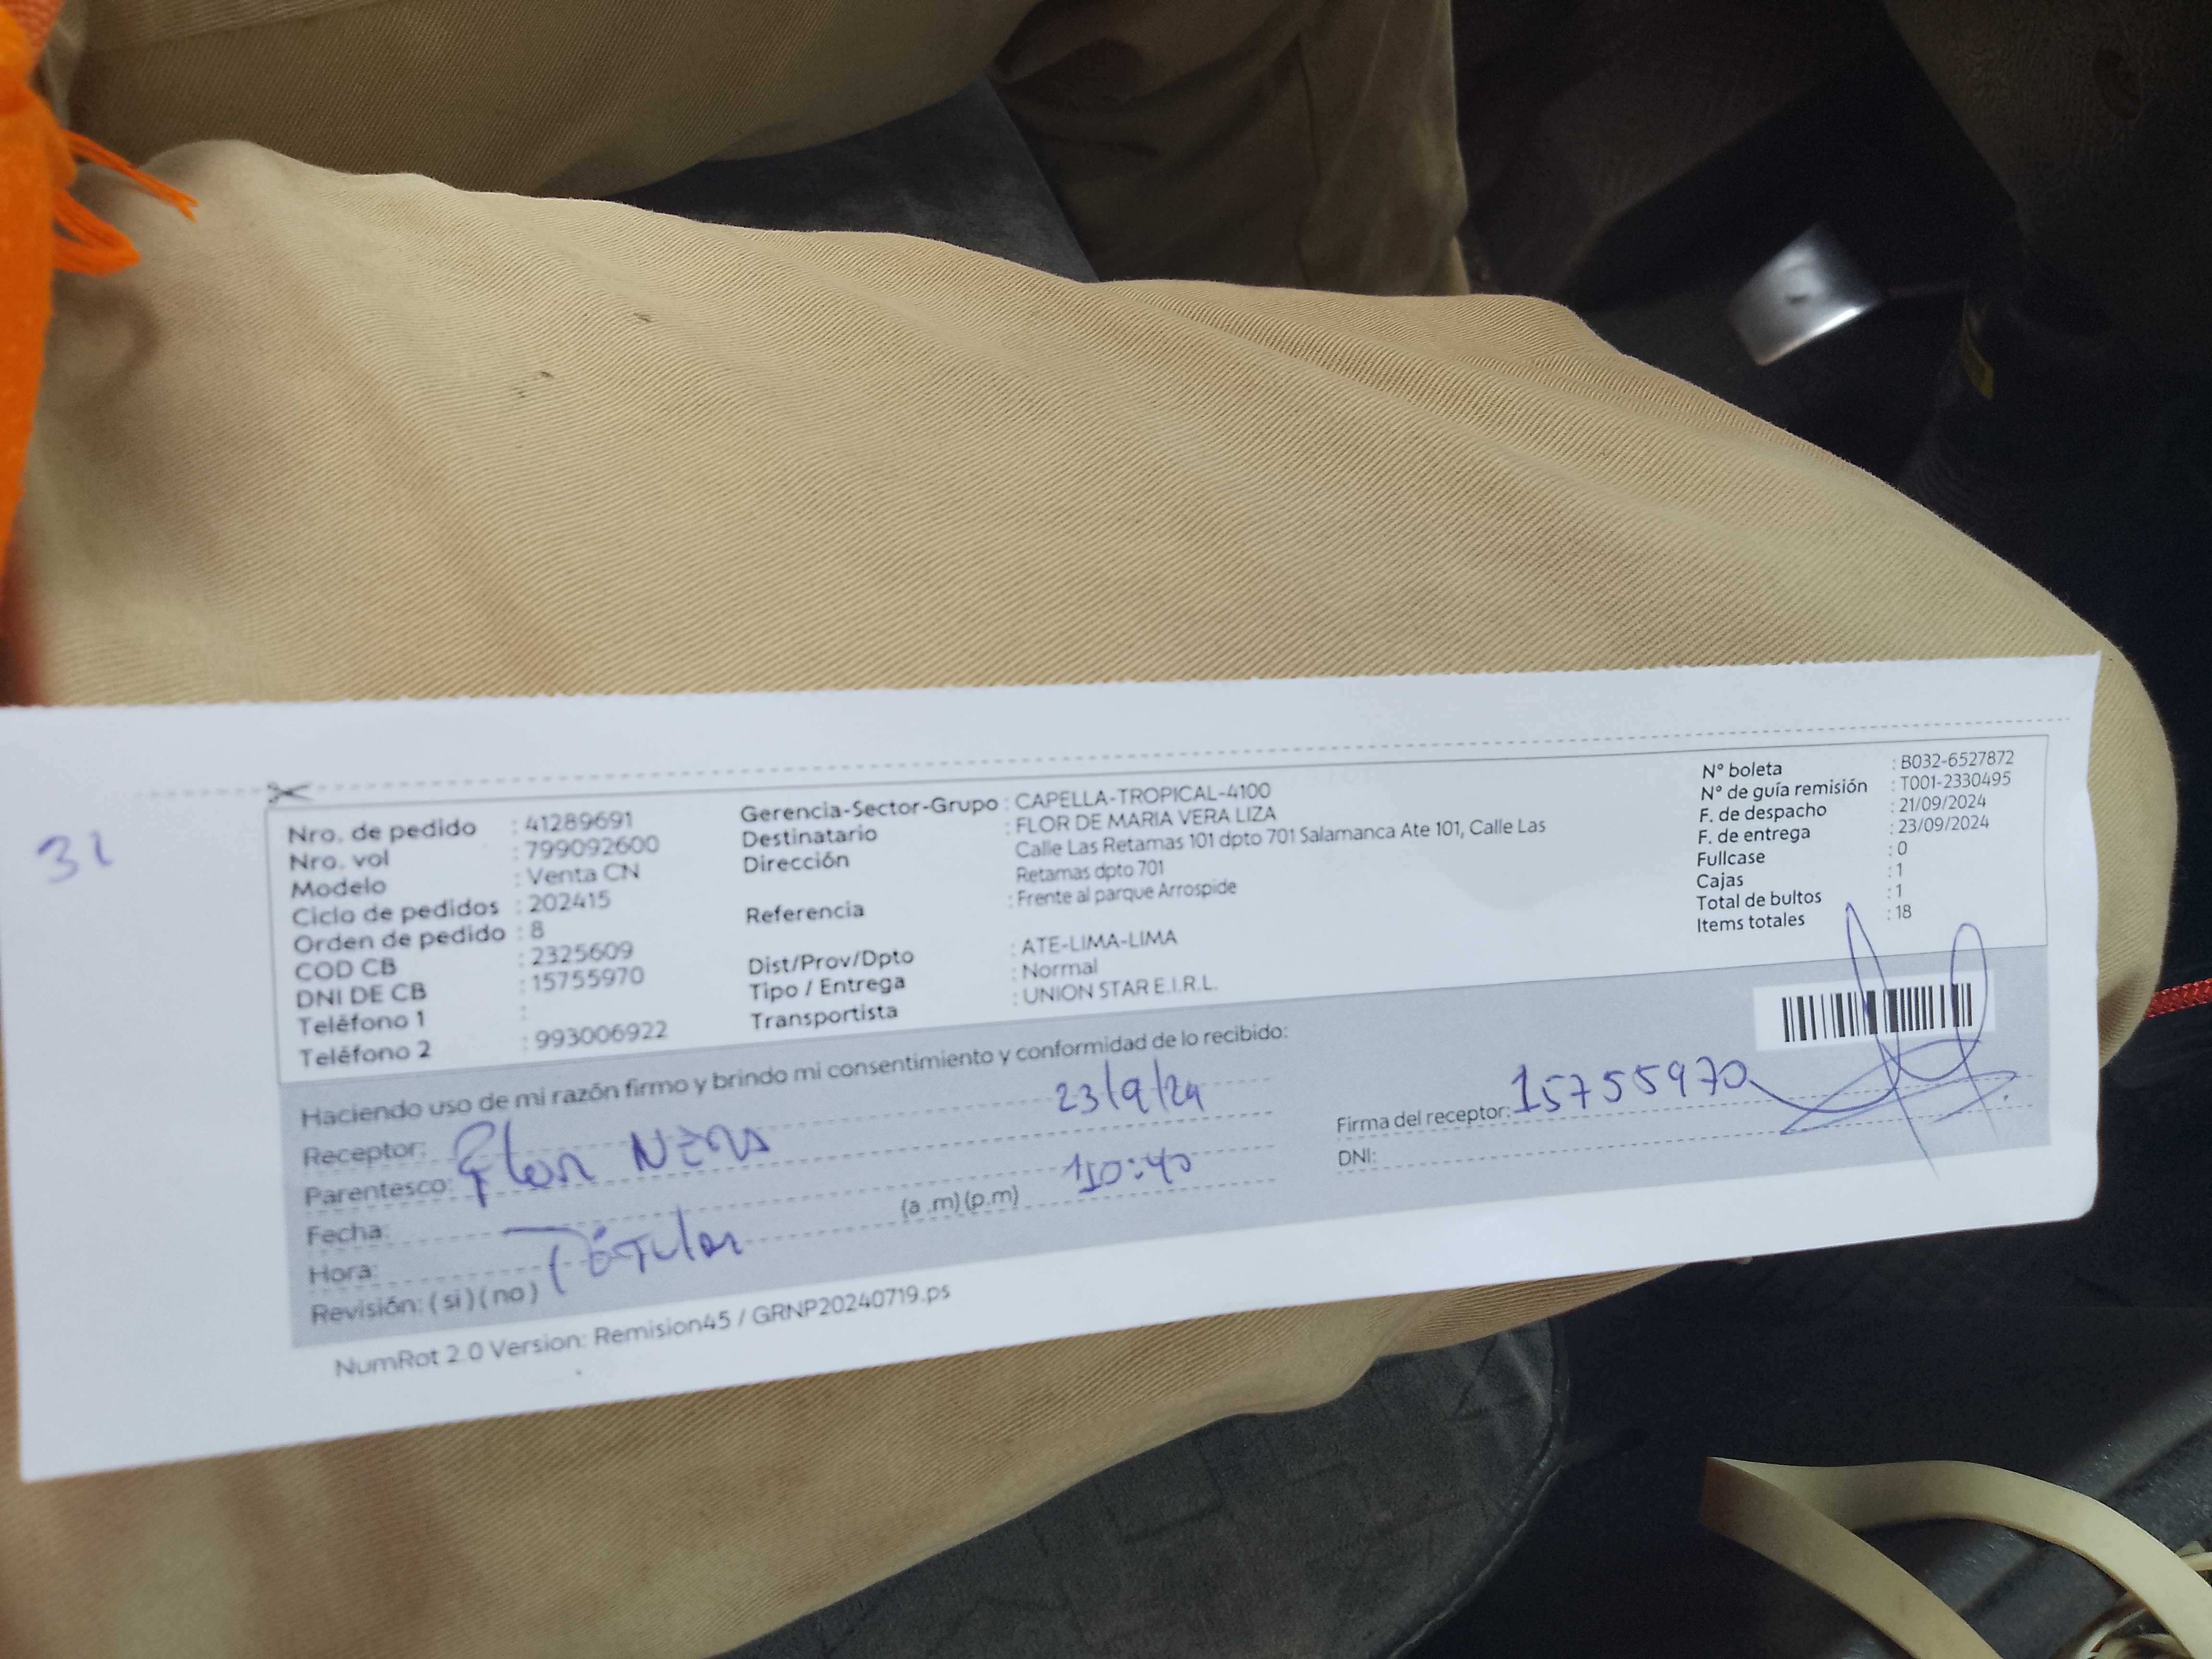 31
Nro. de pedido : 41289691
Nro. vol : 799092600
Modelo : Venta CN
Ciclo de pedidos : 202415
Orden de pedido : 8
COD CB : 2325609
DNI DE CB : 15755970
Teléfono 1 :
Teléfono 2 : 993006922
Gerencia-Sector-Grupo : CAPELLA-TROPICAL-4100
Destinatario : FLOR DE MARIA VERA LIZA
Dirección : Calle Las Retamas 101 dpto 701 Salamanca Ate 101, Calle Las
Retamas dpto 701
Referencia : Frente al parque Arrospide
Dist/Prov/Dpto : ATE-LIMA-LIMA
Tipo / Entrega : Normal
Transportista : UNION STAR E.I.R.L.
N° boleta : B032-6527872
N° de guía remisión : T001-2330495
F. de despacho : 21/09/2024
F. de entrega : 23/09/2024
Fullcase : 0
Cajas : 1
Total de bultos : 1
Items totales : 18
Haciendo uso de mi razón firmo y brindo mi consentimiento y conformidad de lo recibido:
Receptor: Flor 23/9/24
Parentesco:
Fecha: (a .m)(p.m) 10:40
Hora: Títular
Revisión: ( si ) ( no )
Firma del receptor: 15755970
DNI:
NumRot 2.0 Version: Remision45 / GRNP20240719.ps